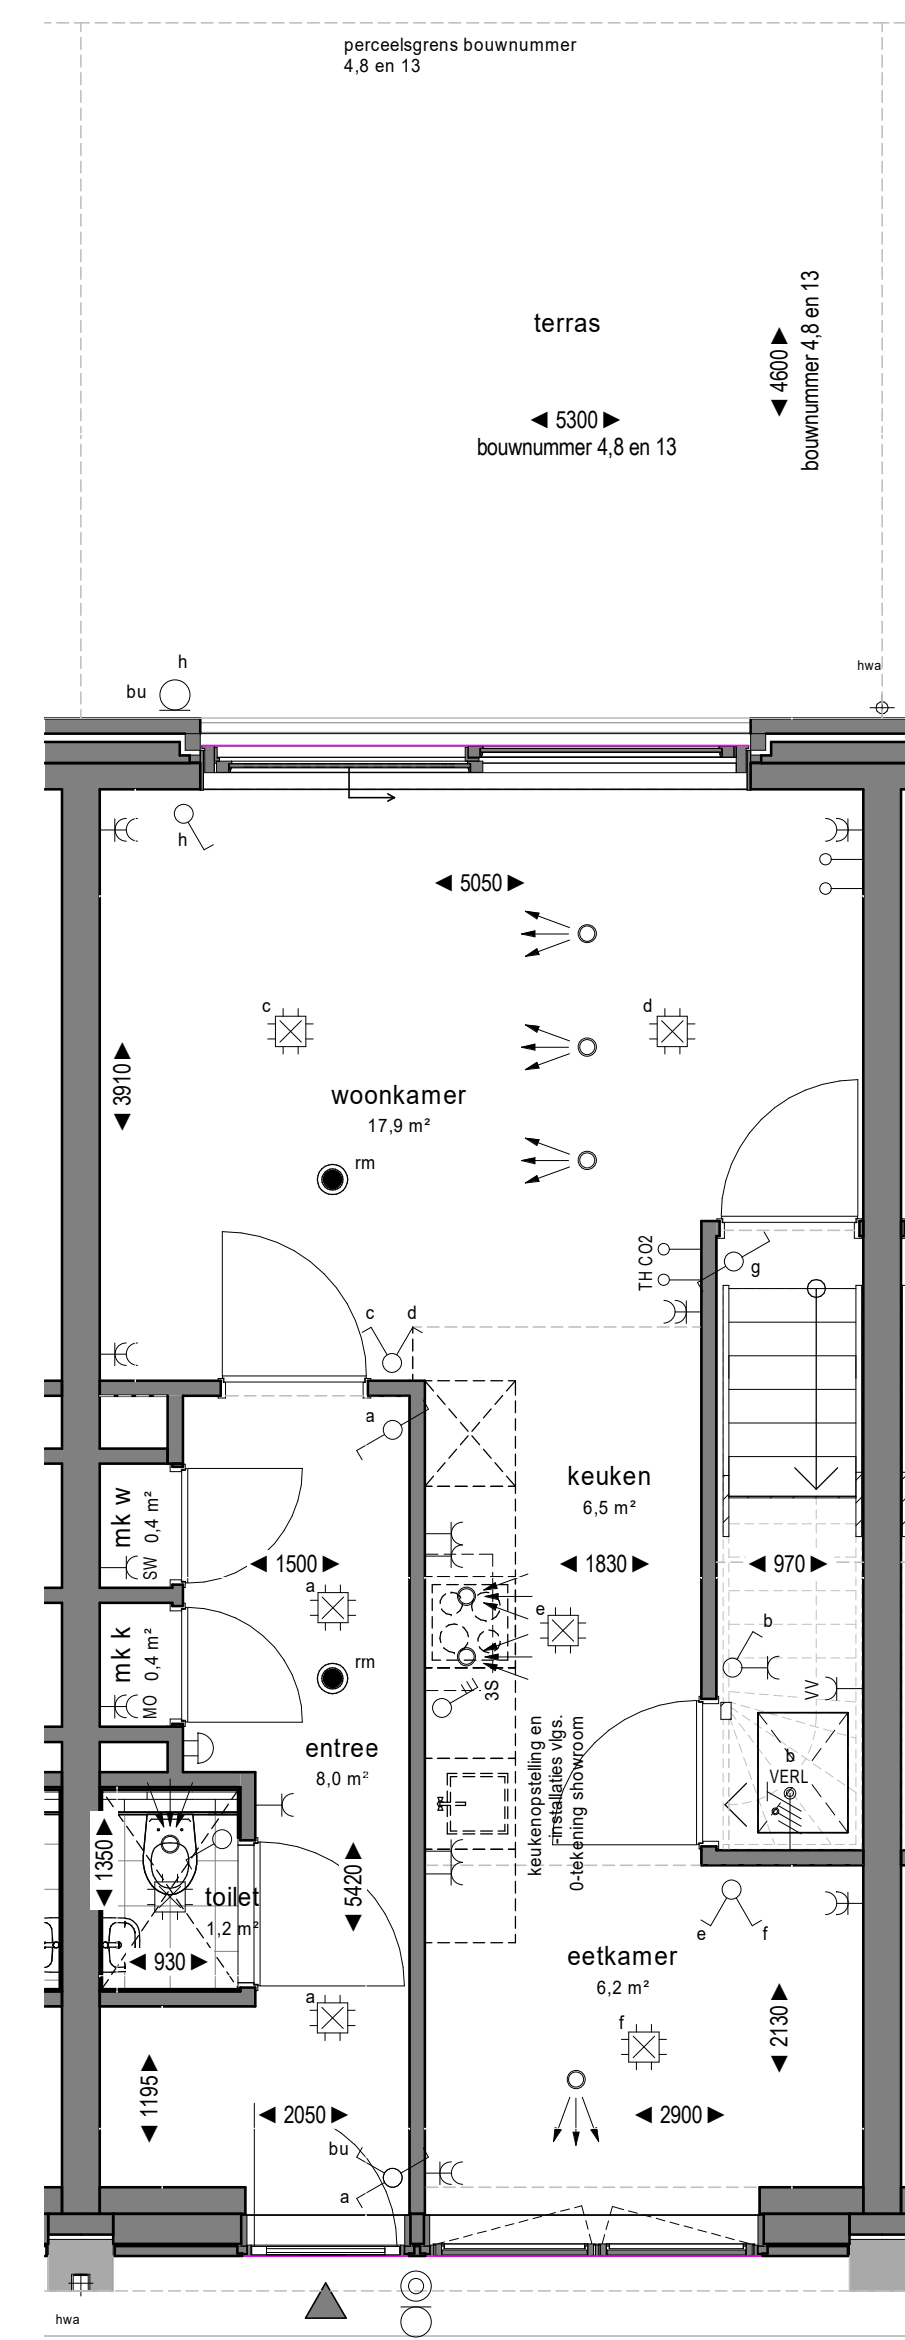 perceelsgrens bouwnummer
4,8 en 13
terras
4600
bouwnummer 4,8 en 13
5300
bouwnummer 4,8 en 13
h
bu
hwa
h
5050
c
d
3910
woonkamer
17,9 m²
rm
TH CO2
g
c
d
a
keuken
6,5 m²
mk w
0,4 m²
SW
1500
1830
970
a
e
b
mk k
0,4 m²
MO
rm
3S
VV
keukenopstelling en
-installaties vlgs.
0-tekening showroom
entree
8,0 m²
b
VERL
1350
toilet
1,2 m²
5420
930
e
f
eetkamer
6,2 m²
a
f
2130
1195
2050
2900
bu
a
hwa